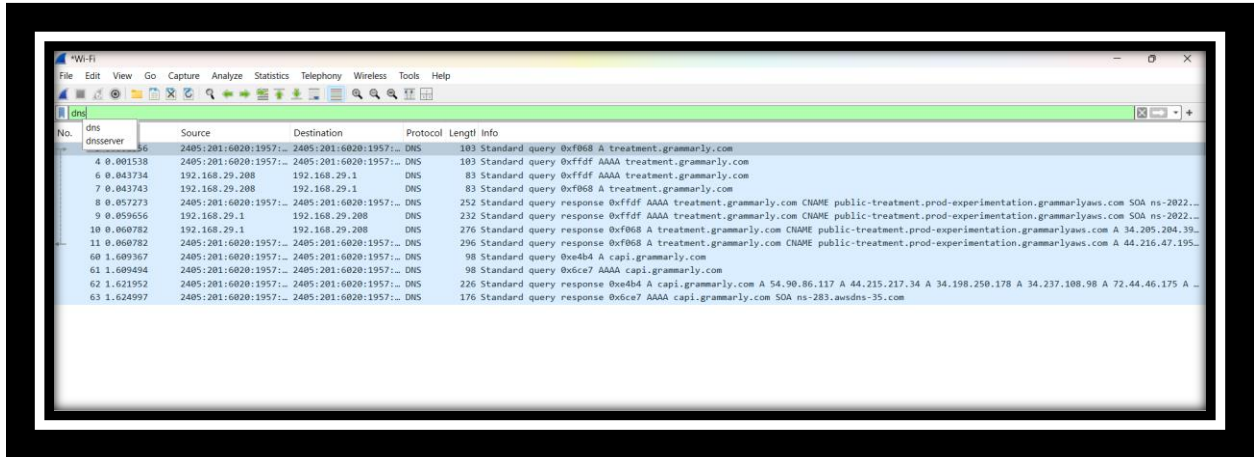 *Wi-Fi
File Edit View Go Capture Analyze Statistics Telephony Wireless Tools Help
dns
dns
dnsserver
No. Source Destination Protocol Lengtl Info
56 2405:201:6020:1957:… 2405:201:6020:1957:… DNS 103 Standard query 0xf068 A treatment.grammarly.com
4 0.001538 2405:201:6020:1957:… 2405:201:6020:1957:… DNS 103 Standard query 0xffdf AAAA treatment.grammarly.com
6 0.043734 192.168.29.208 192.168.29.1 DNS 83 Standard query 0xffdf AAAA treatment.grammarly.com
7 0.043743 192.168.29.208 192.168.29.1 DNS 83 Standard query 0xf068 A treatment.grammarly.com
8 0.057273 2405:201:6020:1957:… 2405:201:6020:1957:… DNS 252 Standard query response 0xffdf AAAA treatment.grammarly.com CNAME public-treatment.prod-experimentation.grammarlyaws.com SOA ns-2022.…
9 0.059656 192.168.29.1 192.168.29.208 DNS 232 Standard query response 0xffdf AAAA treatment.grammarly.com CNAME public-treatment.prod-experimentation.grammarlyaws.com SOA ns-2022.…
10 0.060782 192.168.29.1 192.168.29.208 DNS 276 Standard query response 0xf068 A treatment.grammarly.com CNAME public-treatment.prod-experimentation.grammarlyaws.com A 34.205.204.39…
11 0.060782 2405:201:6020:1957:… 2405:201:6020:1957:… DNS 296 Standard query response 0xf068 A treatment.grammarly.com CNAME public-treatment.prod-experimentation.grammarlyaws.com A 44.216.47.195…
60 1.609367 2405:201:6020:1957:… 2405:201:6020:1957:… DNS 98 Standard query 0xe4b4 A capi.grammarly.com
61 1.609494 2405:201:6020:1957:… 2405:201:6020:1957:… DNS 98 Standard query 0x6ce7 AAAA capi.grammarly.com
62 1.621952 2405:201:6020:1957:… 2405:201:6020:1957:… DNS 226 Standard query response 0xe4b4 A capi.grammarly.com A 54.90.86.117 A 44.215.217.34 A 34.198.250.178 A 34.237.108.98 A 72.44.46.175 A …
63 1.624997 2405:201:6020:1957:… 2405:201:6020:1957:… DNS 176 Standard query response 0x6ce7 AAAA capi.grammarly.com SOA ns-283.awsdns-35.com